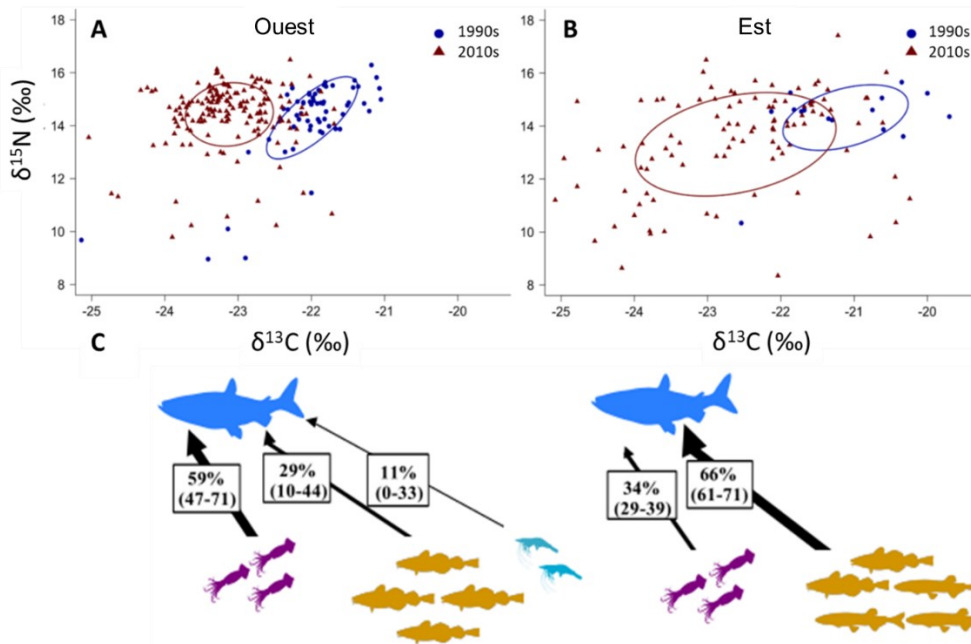 A
Ouest
1990s
2010s
18
16
14
12
10
8
-25
-24
-23
-22
-21
-20
δ15N (‰)
δ13C (‰)
B
Est
1990s
2010s
18
16
14
12
10
8
-25
-24
-23
-22
-21
-20
δ13C (‰)
C
59%
(47-71)
29%
(10-44)
11%
(0-33)
34%
(29-39)
66%
(61-71)